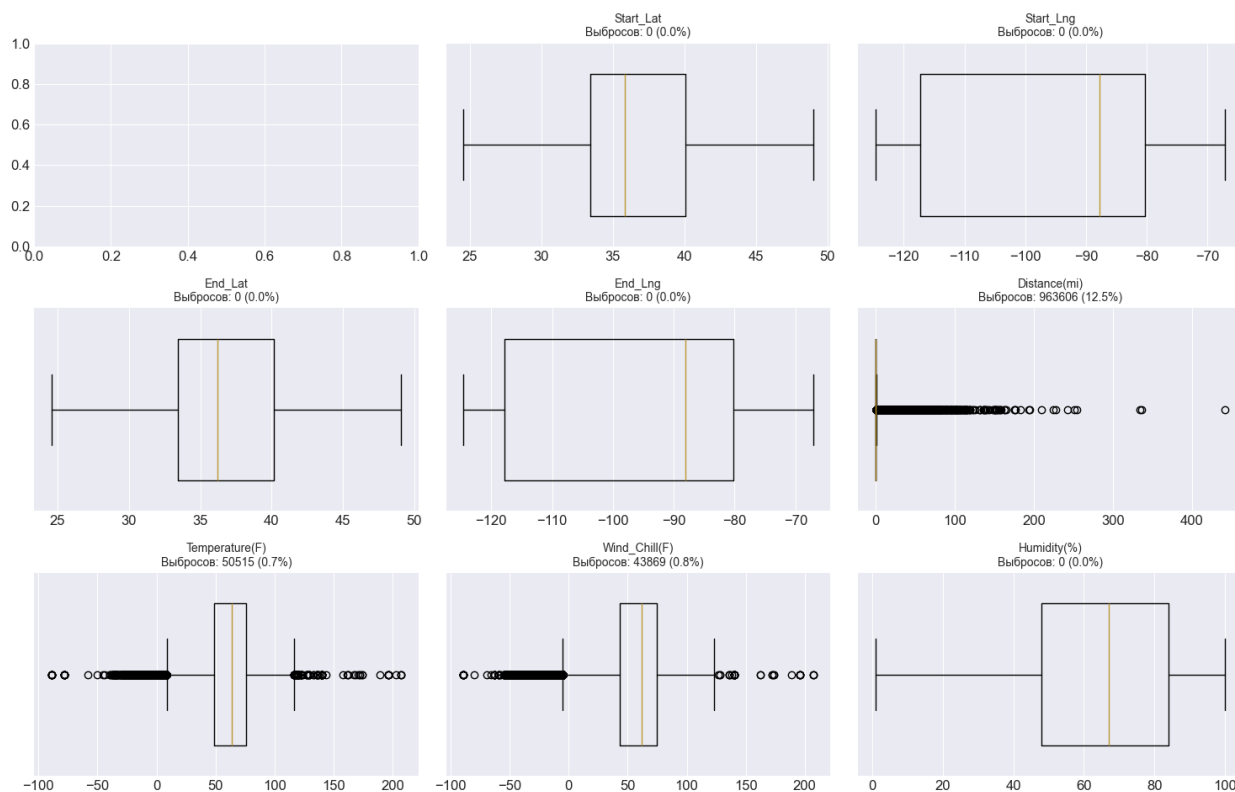 1.0
0.8
0.6
0.4
0.2
0.0
0.0 0.2 0.4 0.6 0.8 1.0
Start_Lat
Выбросов: 0 (0.0%)
25 30 35 40 45 50
Start_Lng
Выбросов: 0 (0.0%)
−120 −110 −100 −90 −80 −70
End_Lat
Выбросов: 0 (0.0%)
25 30 35 40 45 50
End_Lng
Выбросов: 0 (0.0%)
−120 −110 −100 −90 −80 −70
Distance(mi)
Выбросов: 963606 (12.5%)
0 100 200 300 400
Temperature(F)
Выбросов: 50515 (0.7%)
−100 −50 0 50 100 150 200
Wind_Chill(F)
Выбросов: 43869 (0.8%)
−100 −50 0 50 100 150 200
Humidity(%)
Выбросов: 0 (0.0%)
0 20 40 60 80 100